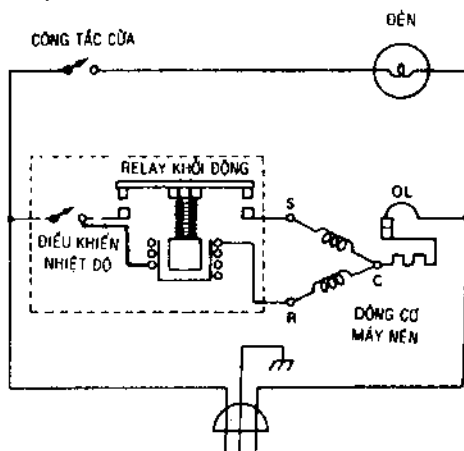 CÔNG TẮC CỬA
ĐÈN
RELAY KHỞI ĐỘNG
ĐIỀU KHIỂN
NHIỆT ĐỘ
S
OL
C
R
ĐỘNG CƠ
MÁY NÉN